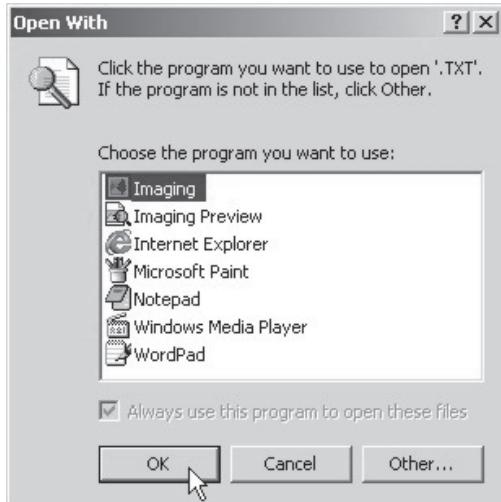 Open With
Click the program you want to use to open '.TXT'.
If the program is not in the list, click Other.
Choose the program you want to use:
Imaging
Imaging Preview
Internet Explorer
Microsoft Paint
Notepad
Windows Media Player
WordPad
Always use this program to open these files
OK Cancel Other...